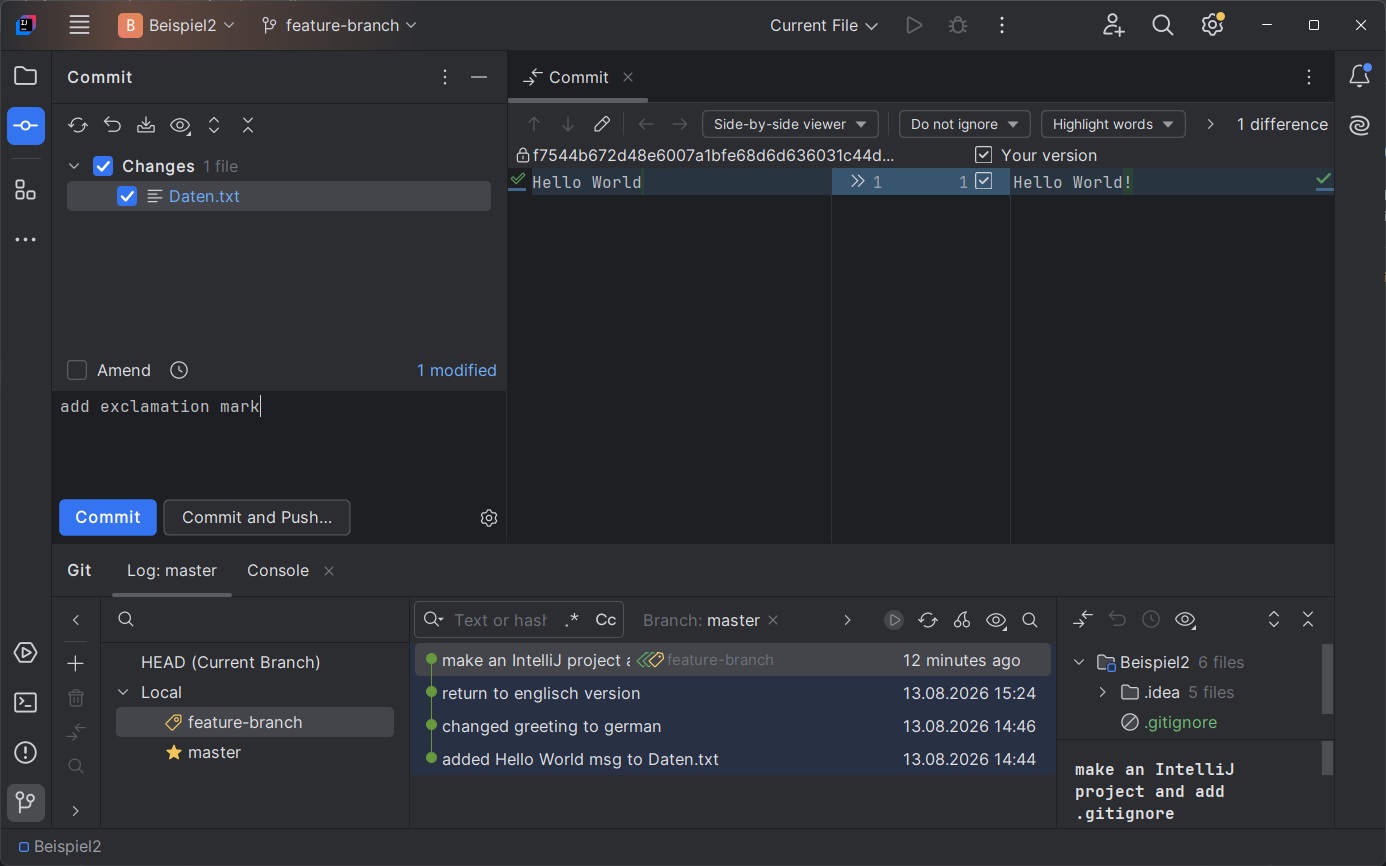 B Beispiel2 feature-branch Current File
Commit
Commit
Side-by-side viewer Do not ignore Highlight words 1 difference
f7544b672d48e6007a1bfe68d6d636031c44d... Your version
Changes 1 file
Hello World 1 1 Hello World!
Daten.txt
Amend 1 modified
add exclamation mark
Commit Commit and Push...
Git Log: master Console
Text or hash .* Cc Branch: master
HEAD (Current Branch)
make an IntelliJ project feature-branch 12 minutes ago
Beispiel2 6 files
Local
return to englisch version 13.08.2026 15:24
.idea 5 files
feature-branch
changed greeting to german 13.08.2026 14:46
.gitignore
master
added Hello World msg to Daten.txt 13.08.2026 14:44
make an IntelliJ
project and add
.gitignore
Beispiel2